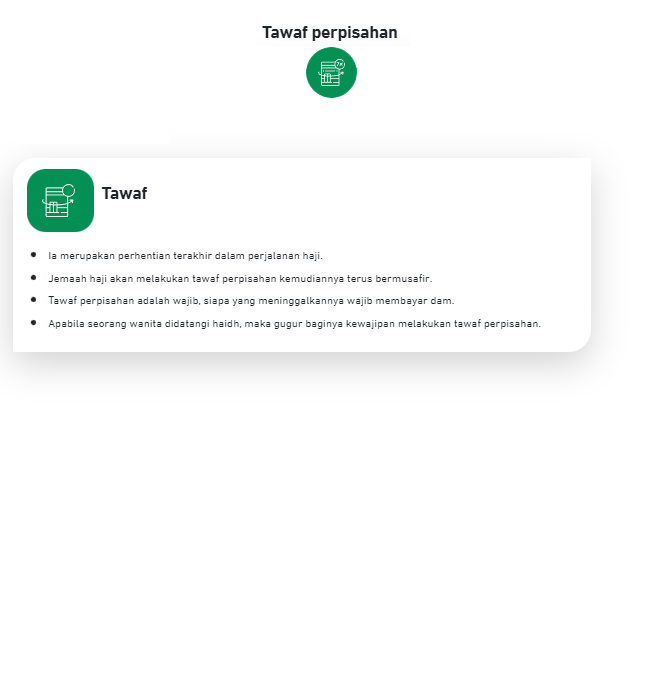 Tawaf perpisahan
7x
Tawaf
Ia merupakan perhentian terakhir dalam perjalanan haji.
Jemaah haji akan melakukan tawaf perpisahan kemudiannya terus bermusafir.
Tawaf perpisahan adalah wajib, siapa yang meninggalkannya wajib membayar dam.
Apabila seorang wanita didatangi haidh, maka gugur baginya kewajipan melakukan tawaf perpisahan.